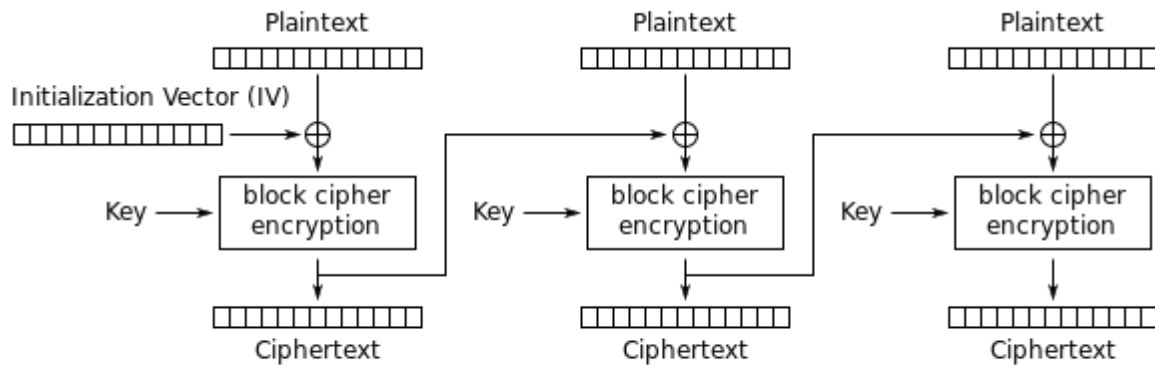 Plaintext Plaintext Plaintext
Initialization Vector (IV)
Key block cipher encryption Key block cipher encryption Key block cipher encryption
Ciphertext Ciphertext Ciphertext